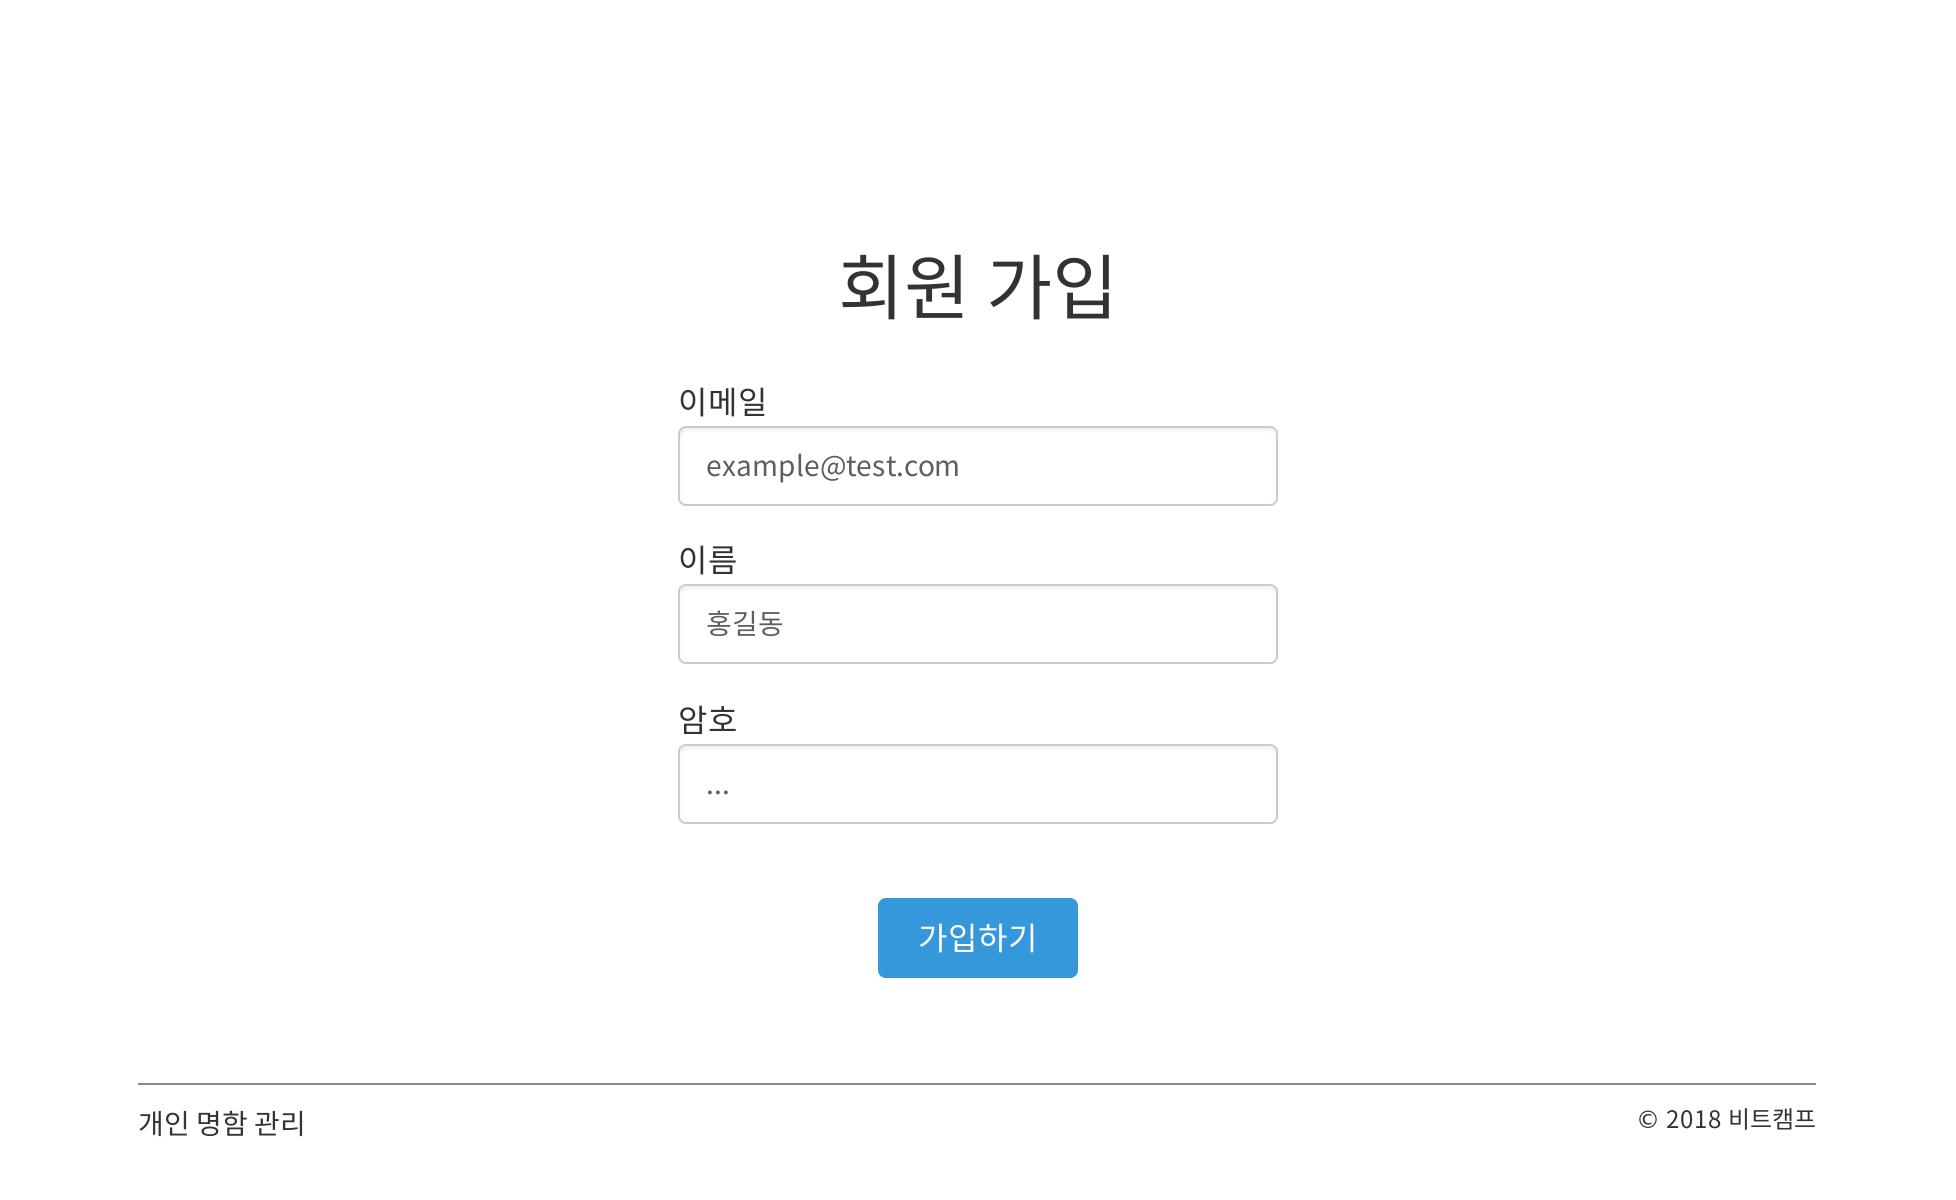 회원 가입
이메일
example@test.com
이름
홍길동
암호
...
가입하기
개인 명함 관리
© 2018 비트캠프